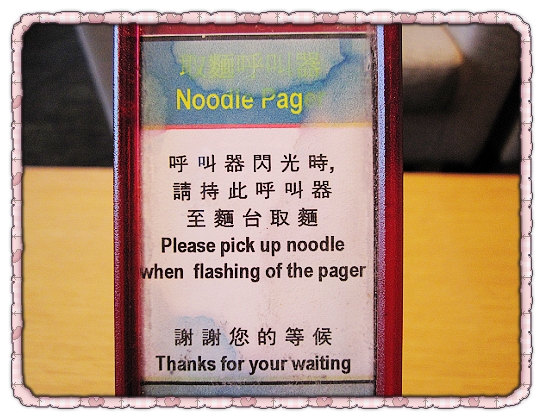 取麵呼叫器
Noodle Pager
呼叫器閃光時,
請持此呼叫器
至麵台取麵
Please pick up noodle
when flashing of the pager
謝謝您的等候
Thanks for your waiting